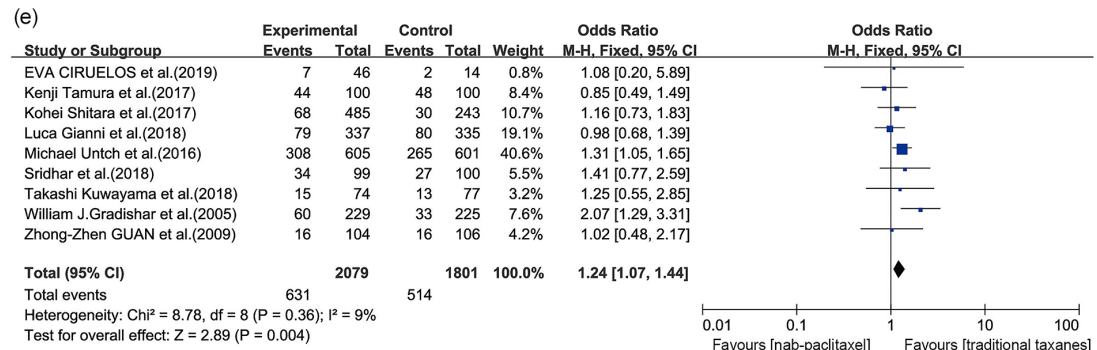 (e)
Experimental Control Odds Ratio Odds Ratio
Study or Subgroup Events Total Events Total Weight M-H, Fixed, 95% CI M-H, Fixed, 95% CI
EVA CIRUELOS et al.(2019) 7 46 2 14 0.8% 1.08 [0.20, 5.89]
Kenji Tamura et al.(2017) 44 100 48 100 8.4% 0.85 [0.49, 1.49]
Kohei Shitara et al.(2017) 68 485 30 243 10.7% 1.16 [0.73, 1.83]
Luca Gianni et al.(2018) 79 337 80 335 19.1% 0.98 [0.68, 1.39]
Michael Untch et al.(2016) 308 605 265 601 40.6% 1.31 [1.05, 1.65]
Sridhar et al.(2018) 34 99 27 100 5.5% 1.41 [0.77, 2.59]
Takashi Kuwayama et al.(2018) 15 74 13 77 3.2% 1.25 [0.55, 2.85]
William J.Gradishar et al.(2005) 60 229 33 225 7.6% 2.07 [1.29, 3.31]
Zhong-Zhen GUAN et al.(2009) 16 104 16 106 4.2% 1.02 [0.48, 2.17]
Total (95% CI) 2079 1801 100.0% 1.24 [1.07, 1.44]
Total events 631 514
Heterogeneity: Chi² = 8.78, df = 8 (P = 0.36); I² = 9%
Test for overall effect: Z = 2.89 (P = 0.004)
0.01 0.1 1 10 100
Favours [nab-paclitaxel] Favours [traditional taxanes]